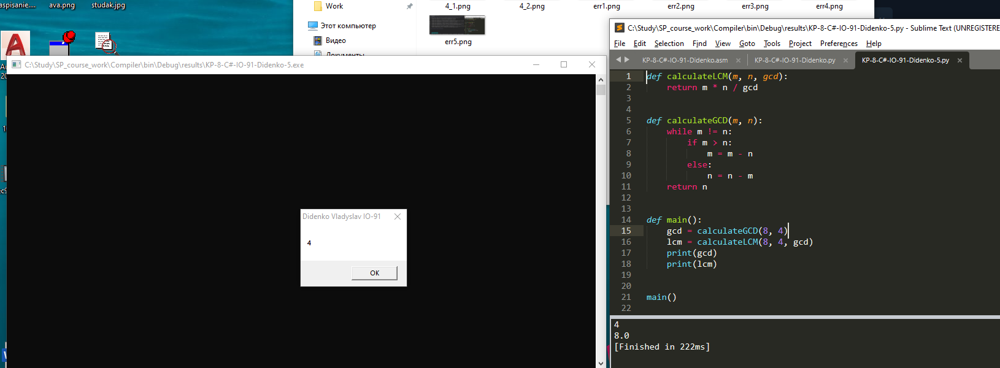 aspisanie....
ava.png
studak.jpg
Work
Этот компьютер
Видео
Документы
4_1.png
4_2.png
err1.png
err2.png
err3.png
err4.png
err5.png
C:\Study\SP_course_work\Compiler\bin\Debug\results\KP-8-C#-IO-91-Didenko-5.exe
Didenko Vladyslav IO-91
4
OK
C:\Study\SP_course_work\Compiler\bin\Debug\results\KP-8-C#-IO-91-Didenko-5.py - Sublime Text (UNREGISTERE
File Edit Selection Find View Goto Tools Project Preferences Help
KP-8-C#-IO-91-Didenko.asm
KP-8-C#-IO-91-Didenko.py
KP-8-C#-IO-91-Didenko-5.py
1 def calculateLCM(m, n, gcd):
2 return m * n / gcd
3
4
5 def calculateGCD(m, n):
6 while m != n:
7 if m > n:
8 m = m - n
9 else:
10 n = n - m
11 return n
12
13
14 def main():
15 gcd = calculateGCD(8, 4)
16 lcm = calculateLCM(8, 4, gcd)
17 print(gcd)
18 print(lcm)
19
20
21 main()
22
4
8.0
[Finished in 222ms]